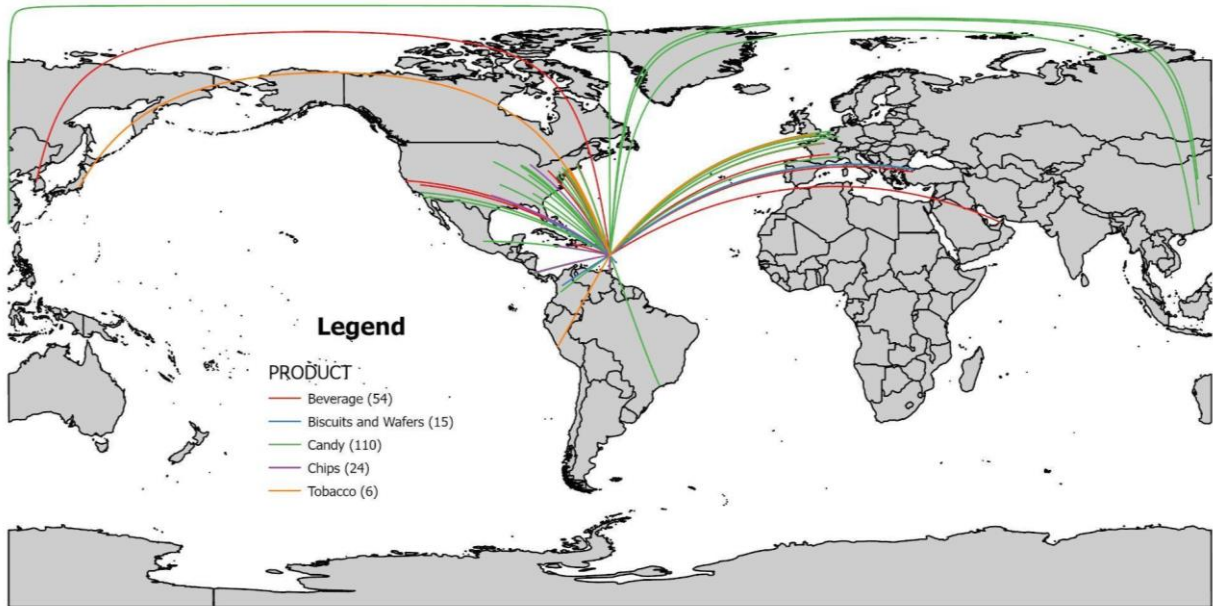 Legend
PRODUCT
Beverage (54)
Biscuits and Wafers (15)
Candy (110)
Chips (24)
Tobacco (6)